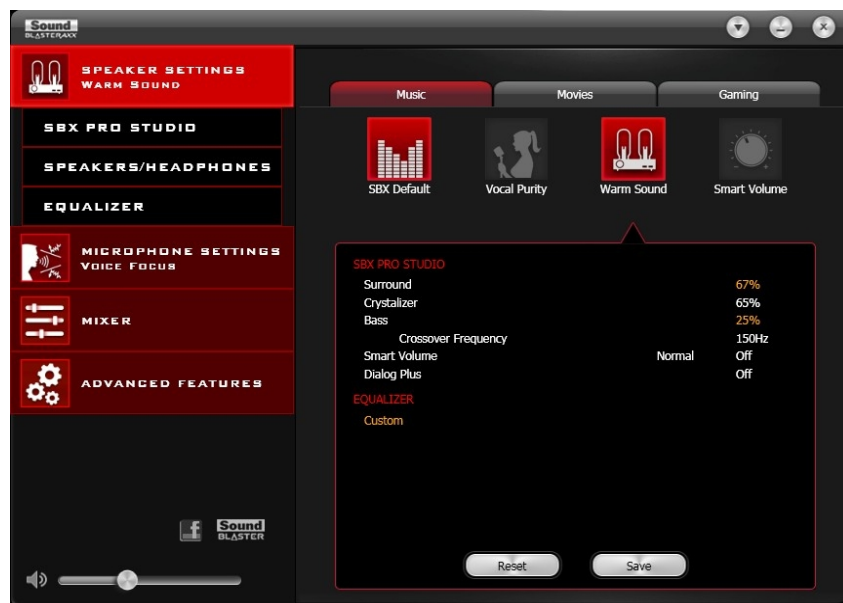 Sound
BLASTERAXX
SPEAKER SETTINGS
WARM SOUND
SBX PRO STUDIO
SPEAKERS/HEADPHONES
EQUALIZER
MICROPHONE SETTINGS
VOICE FOCUS
MIXER
ADVANCED FEATURES
Sound
BLASTER
Music Movies Gaming
SBX Default Vocal Purity Warm Sound Smart Volume
SBX PRO STUDIO
Surround 67%
Crystalizer 65%
Bass 25%
Crossover Frequency 150Hz
Smart Volume Normal Off
Dialog Plus Off
EQUALIZER
Custom
Reset Save